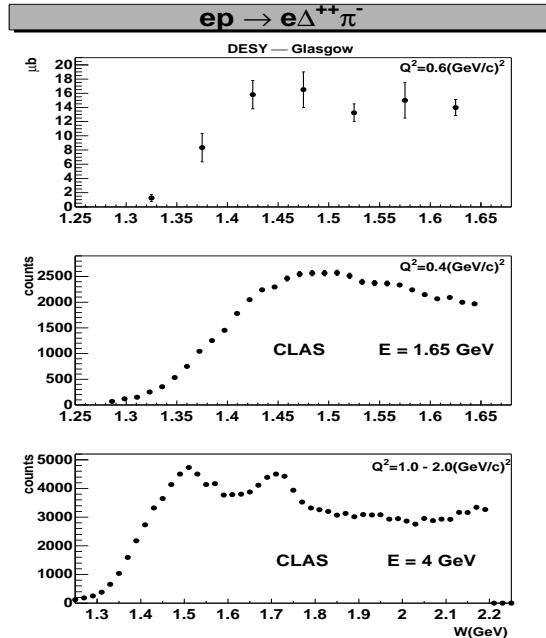 ep → eΔ⁺⁺π⁻
DESY — Glasgow
μb
Q²=0.6(GeV/c)²
20
18
16
14
12
10
8
6
4
2
0
1.25 1.3 1.35 1.4 1.45 1.5 1.55 1.6 1.65
counts
Q²=0.4(GeV/c)²
2500
2000
1500
1000
500
0
CLAS E = 1.65 GeV
1.25 1.3 1.35 1.4 1.45 1.5 1.55 1.6 1.65
counts
Q²=1.0 - 2.0(GeV/c)²
5000
4000
3000
2000
1000
0
CLAS E = 4 GeV
1.3 1.4 1.5 1.6 1.7 1.8 1.9 2 2.1 2.2
W(GeV)